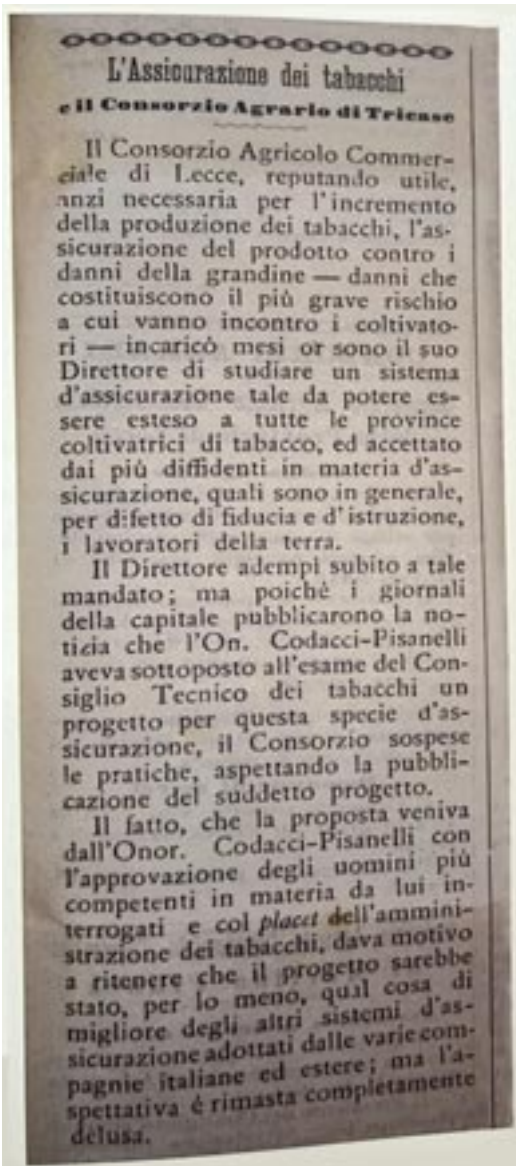 L'Assicurazione dei tabacchi
e il Consorzio Agrario di Tricase
Il Consorzio Agricolo Commer-
ciale di Lecce, reputando utile,
anzi necessaria per l'incremento
della produzione dei tabacchi, l'as-
sicurazione del prodotto contro i
danni della grandine — danni che
costituiscono il più grave rischio
a cui vanno incontro i coltivato-
ri — incaricò mesi or sono il suo
Direttore di studiare un sistema
d'assicurazione tale da potere es-
sere esteso a tutte le province
coltivatrici di tabacco, ed accettato
dai più diffidenti in materia d'as-
sicurazione, quali sono in generale,
per difetto di fiducia e d'istruzione,
i lavoratori della terra.
Il Direttore adempì subito a tale
mandato; ma poichè i giornali
della capitale pubblicarono la no-
tizia che l'On. Codacci-Pisanelli
aveva sottoposto all'esame del Con-
siglio Tecnico dei tabacchi un
progetto per questa specie d'as-
sicurazione, il Consorzio sospese
le pratiche, aspettando la pubbli-
cazione del suddetto progetto.
Il fatto, che la proposta veniva
dall'Onor. Codacci-Pisanelli con
l'approvazione degli uomini più
competenti in materia da lui in-
terrogati e col placet dell'ammini-
strazione dei tabacchi, dava motivo
a ritenere che il progetto sarebbe
stato, per lo meno, qual cosa di
migliore degli altri sistemi d'as-
sicurazione adottati dalle varie com-
pagnie italiane ed estere; ma l'a-
spettativa é rimasta completamente
delusa.